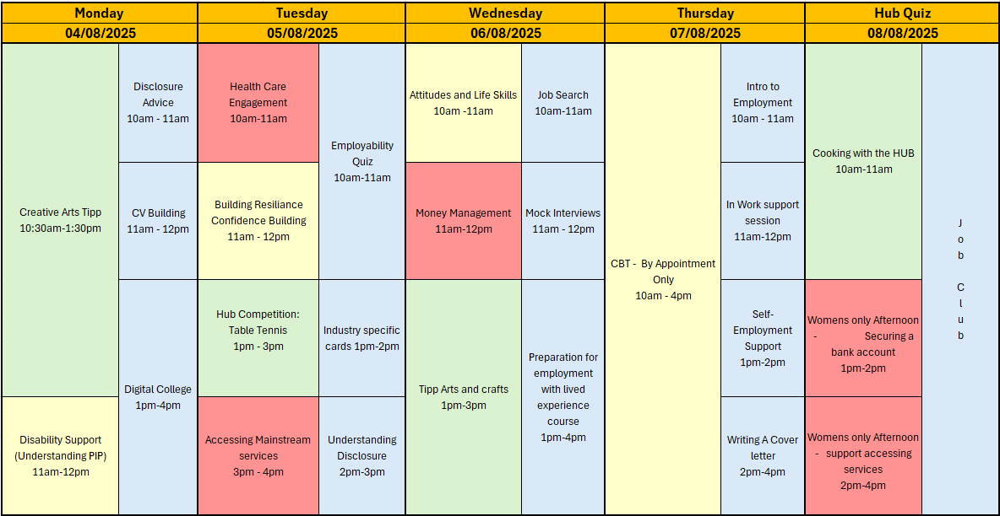 Monday
04/08/2025
Tuesday
05/08/2025
Wednesday
06/08/2025
Thursday
07/08/2025
Hub Quiz
08/08/2025
Creative Arts Tipp
10:30am-1:30pm
Disability Support
(Understanding PIP)
11am-12pm
Disclosure
Advice
10am - 11am
CV Building
11am - 12pm
Digital College
1pm-4pm
Health Care
Engagement
10am-11am
Building Resiliance
Confidence Building
11am - 12pm
Hub Competition:
Table Tennis
1pm - 3pm
Accessing Mainstream
services
3pm - 4pm
Employability
Quiz
10am-11am
Industry specific
cards 1pm-2pm
Understanding
Disclosure
2pm-3pm
Attitudes and Life Skills
10am -11am
Money Management
11am-12pm
Tipp Arts and crafts
1pm-3pm
Job Search
10am-11am
Mock Interviews
11am - 12pm
Preparation for
employment
with lived
experience
course
1pm-4pm
CBT - By Appointment
Only
10am - 4pm
Intro to
Employment
10am - 11am
In Work support
session
11am-12pm
Self-
Employment
Support
1pm-2pm
Writing A Cover
letter
2pm-4pm
Cooking with the HUB
10am-11am
Womens only Afternoon
- Securing a
bank account
1pm-2pm
Womens only Afternoon
- support accessing
services
2pm-4pm
J
o
b
C
l
u
b